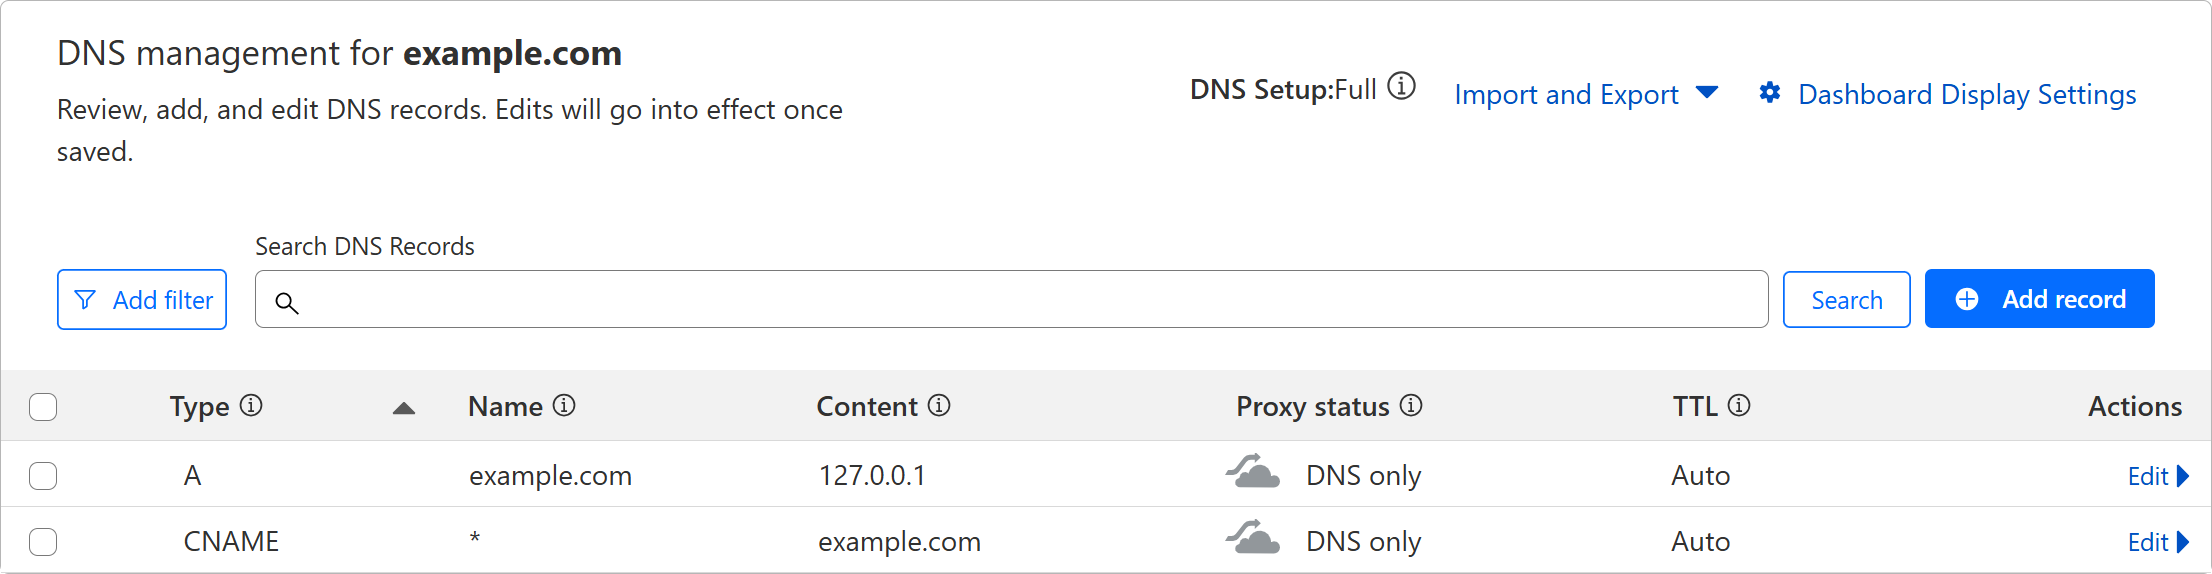 DNS management for example.com
Review, add, and edit DNS records. Edits will go into effect once
saved.
DNS Setup:Full
Import and Export
Dashboard Display Settings
Search DNS Records
Add filter
Search
Add record
Type Name Content Proxy status TTL Actions
A example.com 127.0.0.1 DNS only Auto Edit
CNAME * example.com DNS only Auto Edit